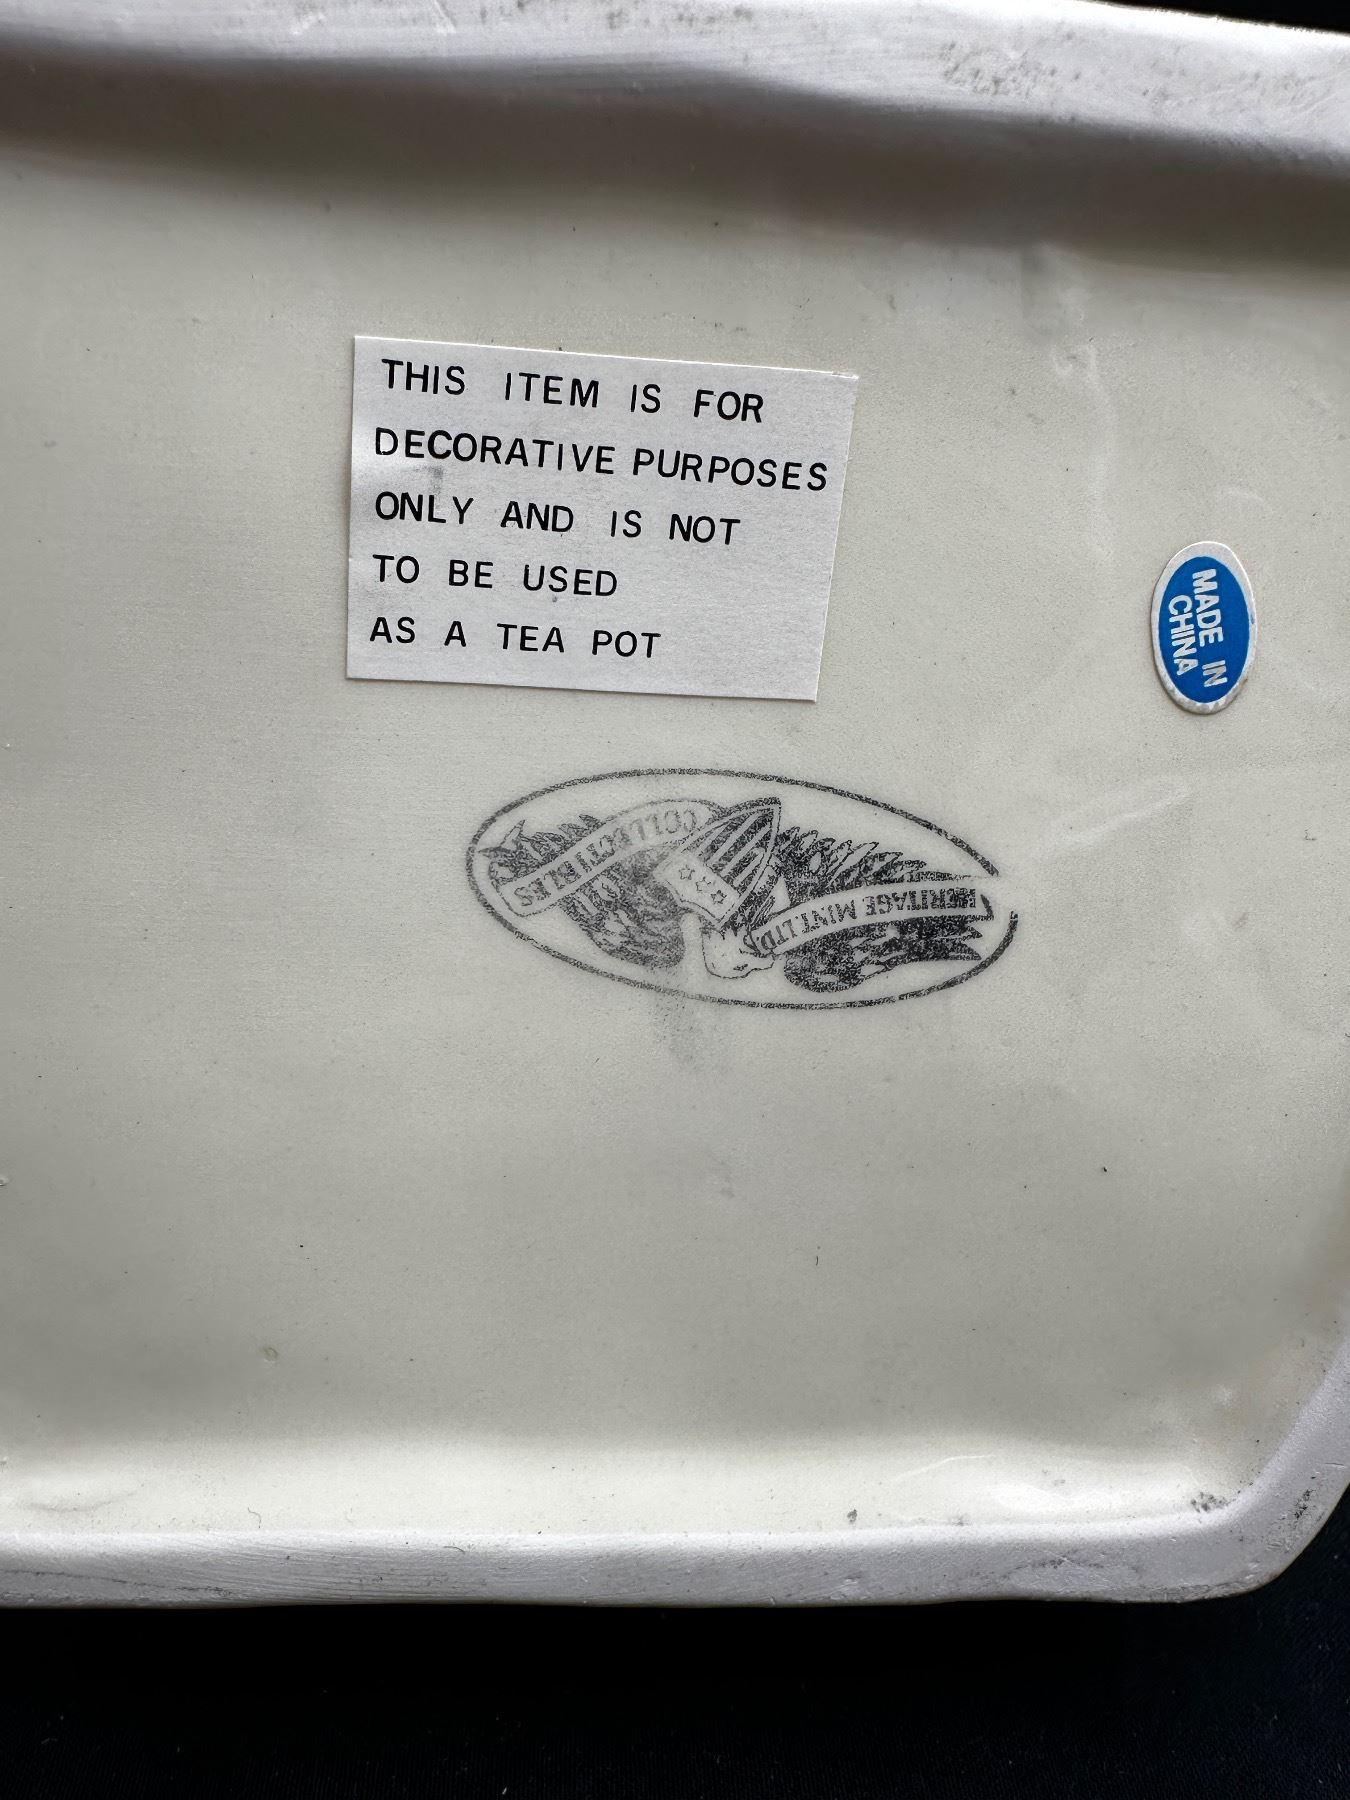 THIS ITEM IS FOR
DECORATIVE PURPOSES
ONLY AND IS NOT
TO BE USED
AS A TEA POT
MADE IN
CHINA
HERITAGE MINT. LTD.
COLLECTIBLES